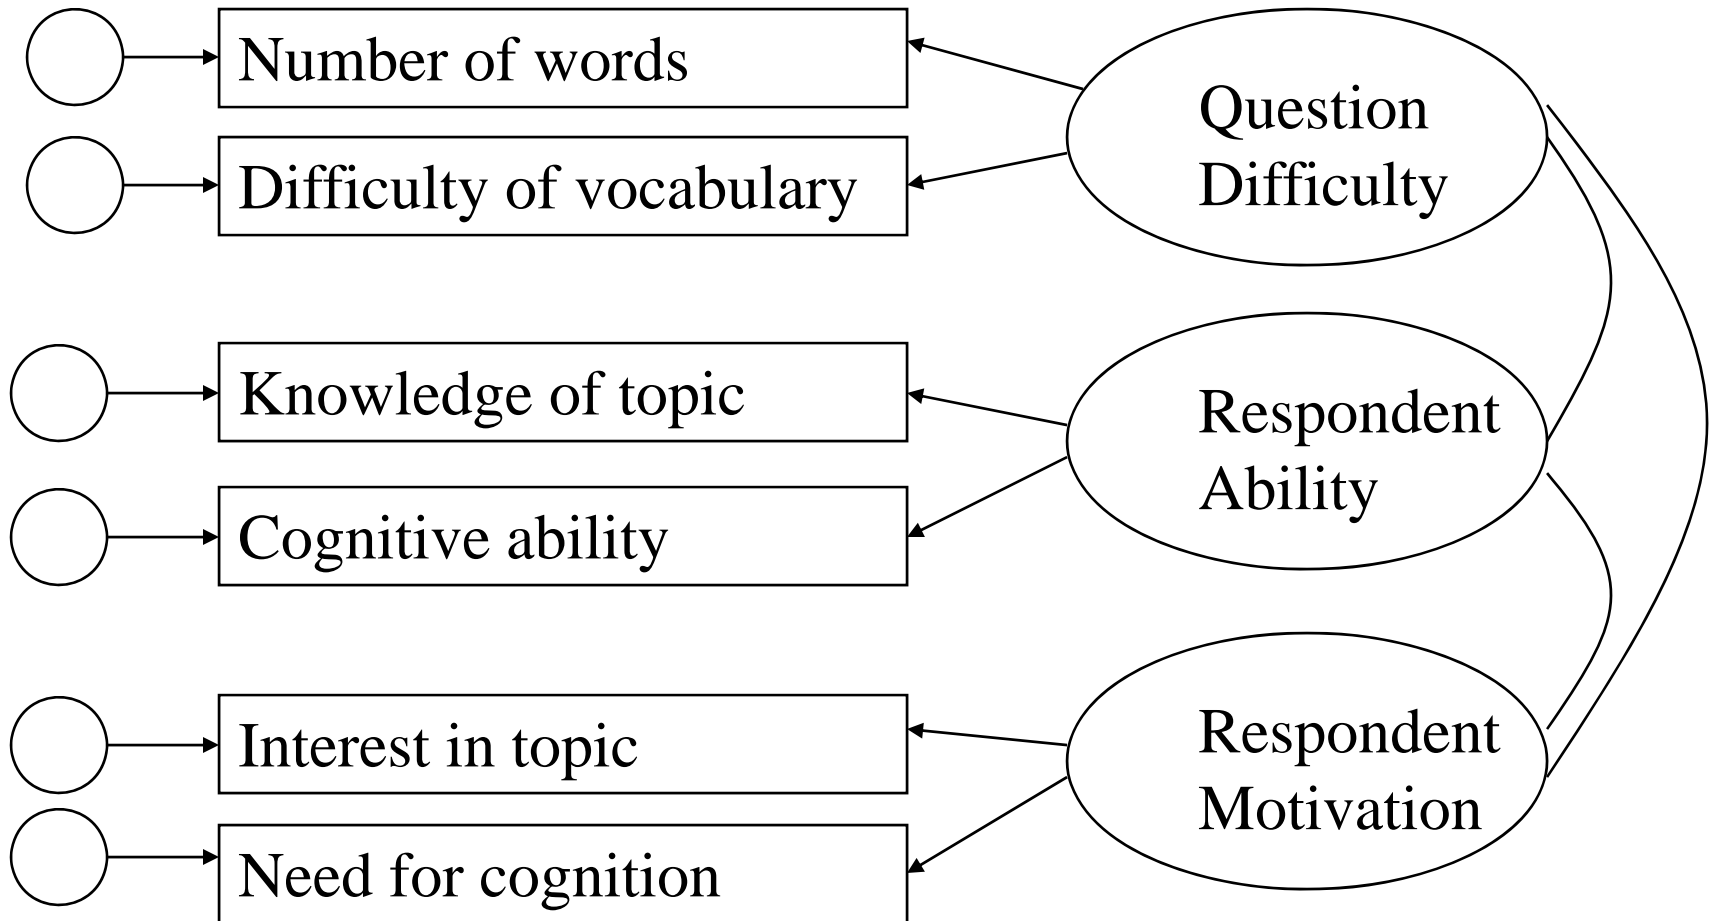 Number of words
Difficulty of vocabulary
Question
Difficulty
Knowledge of topic
Cognitive ability
Respondent
Ability
Interest in topic
Need for cognition
Respondent
Motivation